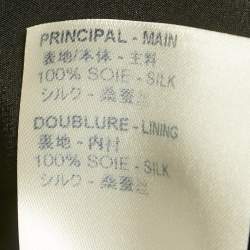 PRINCIPAL - MAIN
表地/本体 - 主料
100% SOIE - SILK
シルク - 桑蚕丝
DOUBLURE - LINING
裏地 - 内付
100% SOIE - SILK
シルク - 桑蚕丝